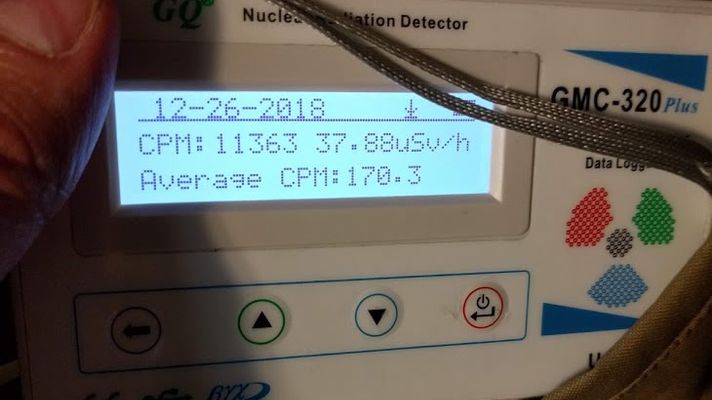 GQ®
Nuclear Radiation Detector
12-26-2018
CPM: 11363 37.88uSv/h
Average CPM:170.3
GMC-320 Plus
Data Logger